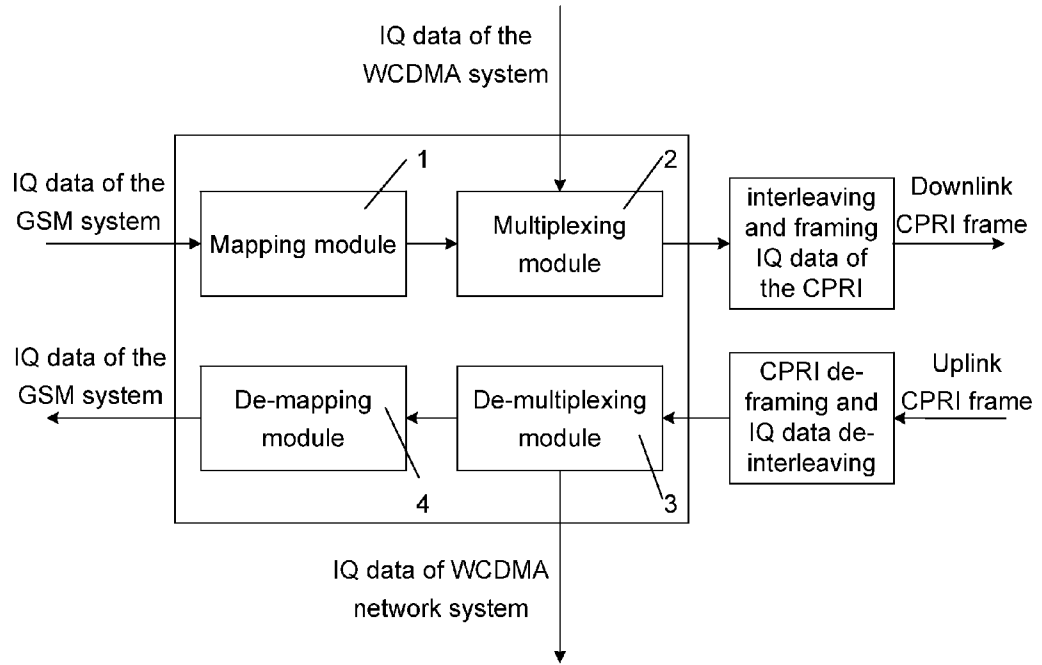 IQ data of the
WCDMA system
1
2
IQ data of the
GSM system
Mapping module
Multiplexing
module
interleaving
and framing
IQ data of
the CPRI
Downlink
CPRI frame
IQ data of the
GSM system
De-mapping
module
De-multiplexing
module
CPRI de-
framing and
IQ data de-
interleaving
Uplink
CPRI frame
4
3
IQ data of WCDMA
network system